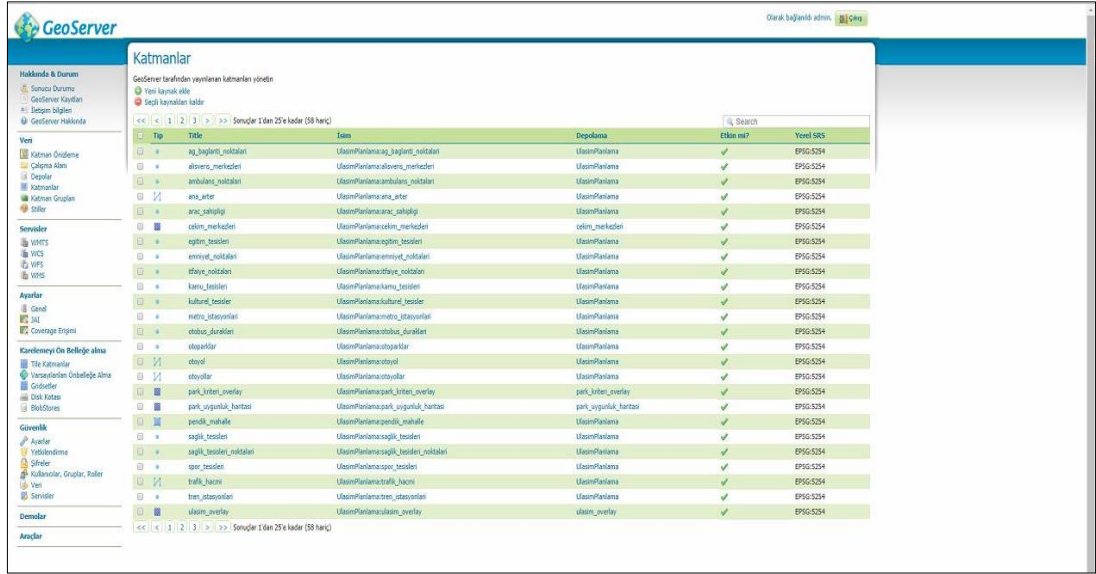 GeoServer
Olarak bağlanıldı admin. Çıkış
Hakkında & Durum
Sunucu Durumu
GeoServer Kayıtları
İletişim bilgileri
GeoServer Hakkında
Veri
Katman Önizleme
Çalışma Alanı
Depolar
Katmanlar
Katman Grupları
Stiller
Servisler
WMTS
WCS
WFS
WMS
Ayarlar
Genel
JAI
Coverage Erişimi
Karelemeyi Ön Belleğe alma
Tile Katmanlar
Varsayılanları Önbelleğe Alma
Gridsetler
Disk Kotası
BlobStores
Güvenlik
Ayarlar
Yetkilendirme
Şifreler
Kullanıcılar, Gruplar, Roller
Veri
Servisler
Demolar
Araçlar
Katmanlar
GeoServer tarafından yayınlanan katmanları yönetin
Yeni kaynak ekle
Seçili kaynakları kaldır
<< < 1 2 3 > >> Sonuçlar 1'dan 25'e kadar (58 hariç) Search
Tip Title İsim Depolama Etkin mi? Yerel SRS
ag_baglanti_noktalari UlasimPlanlama:ag_baglanti_noktalari UlasimPlanlama EPSG:5254
alisveris_merkezleri UlasimPlanlama:alisveris_merkezleri UlasimPlanlama EPSG:5254
ambulans_noktalari UlasimPlanlama:ambulans_noktalari UlasimPlanlama EPSG:5254
ana_arter UlasimPlanlama:ana_arter UlasimPlanlama EPSG:5254
arac_sahipligi UlasimPlanlama:arac_sahipligi UlasimPlanlama EPSG:5254
cekim_merkezleri UlasimPlanlama:cekim_merkezleri cekim_merkezleri EPSG:5254
egitim_tesisleri UlasimPlanlama:egitim_tesisleri UlasimPlanlama EPSG:5254
emniyet_noktalari UlasimPlanlama:emniyet_noktalari UlasimPlanlama EPSG:5254
itfaiye_noktalari UlasimPlanlama:itfaiye_noktalari UlasimPlanlama EPSG:5254
kamu_tesisleri UlasimPlanlama:kamu_tesisleri UlasimPlanlama EPSG:5254
kulturel_tesisler UlasimPlanlama:kulturel_tesisler UlasimPlanlama EPSG:5254
metro_istasyonlari UlasimPlanlama:metro_istasyonlari UlasimPlanlama EPSG:5254
otobus_duraklari UlasimPlanlama:otobus_duraklari UlasimPlanlama EPSG:5254
otoparklar UlasimPlanlama:otoparklar UlasimPlanlama EPSG:5254
otoyol UlasimPlanlama:otoyol UlasimPlanlama EPSG:5254
otoyollar UlasimPlanlama:otoyollar UlasimPlanlama EPSG:5254
park_kriteri_overlay UlasimPlanlama:park_kriteri_overlay park_kriteri_overlay EPSG:5254
park_uygunluk_haritasi UlasimPlanlama:park_uygunluk_haritasi park_uygunluk_haritasi EPSG:5254
pendik_mahalle UlasimPlanlama:pendik_mahalle UlasimPlanlama EPSG:5254
saglik_tesisleri UlasimPlanlama:saglik_tesisleri UlasimPlanlama EPSG:5254
saglik_tesisleri_noktalari UlasimPlanlama:saglik_tesisleri_noktalari UlasimPlanlama EPSG:5254
spor_tesisleri UlasimPlanlama:spor_tesisleri UlasimPlanlama EPSG:5254
trafik_hacmi UlasimPlanlama:trafik_hacmi UlasimPlanlama EPSG:5254
tren_istasyonlari UlasimPlanlama:tren_istasyonlari UlasimPlanlama EPSG:5254
ulasim_overlay UlasimPlanlama:ulasim_overlay ulasim_overlay EPSG:5254
<< < 1 2 3 > >> Sonuçlar 1'dan 25'e kadar (58 hariç)